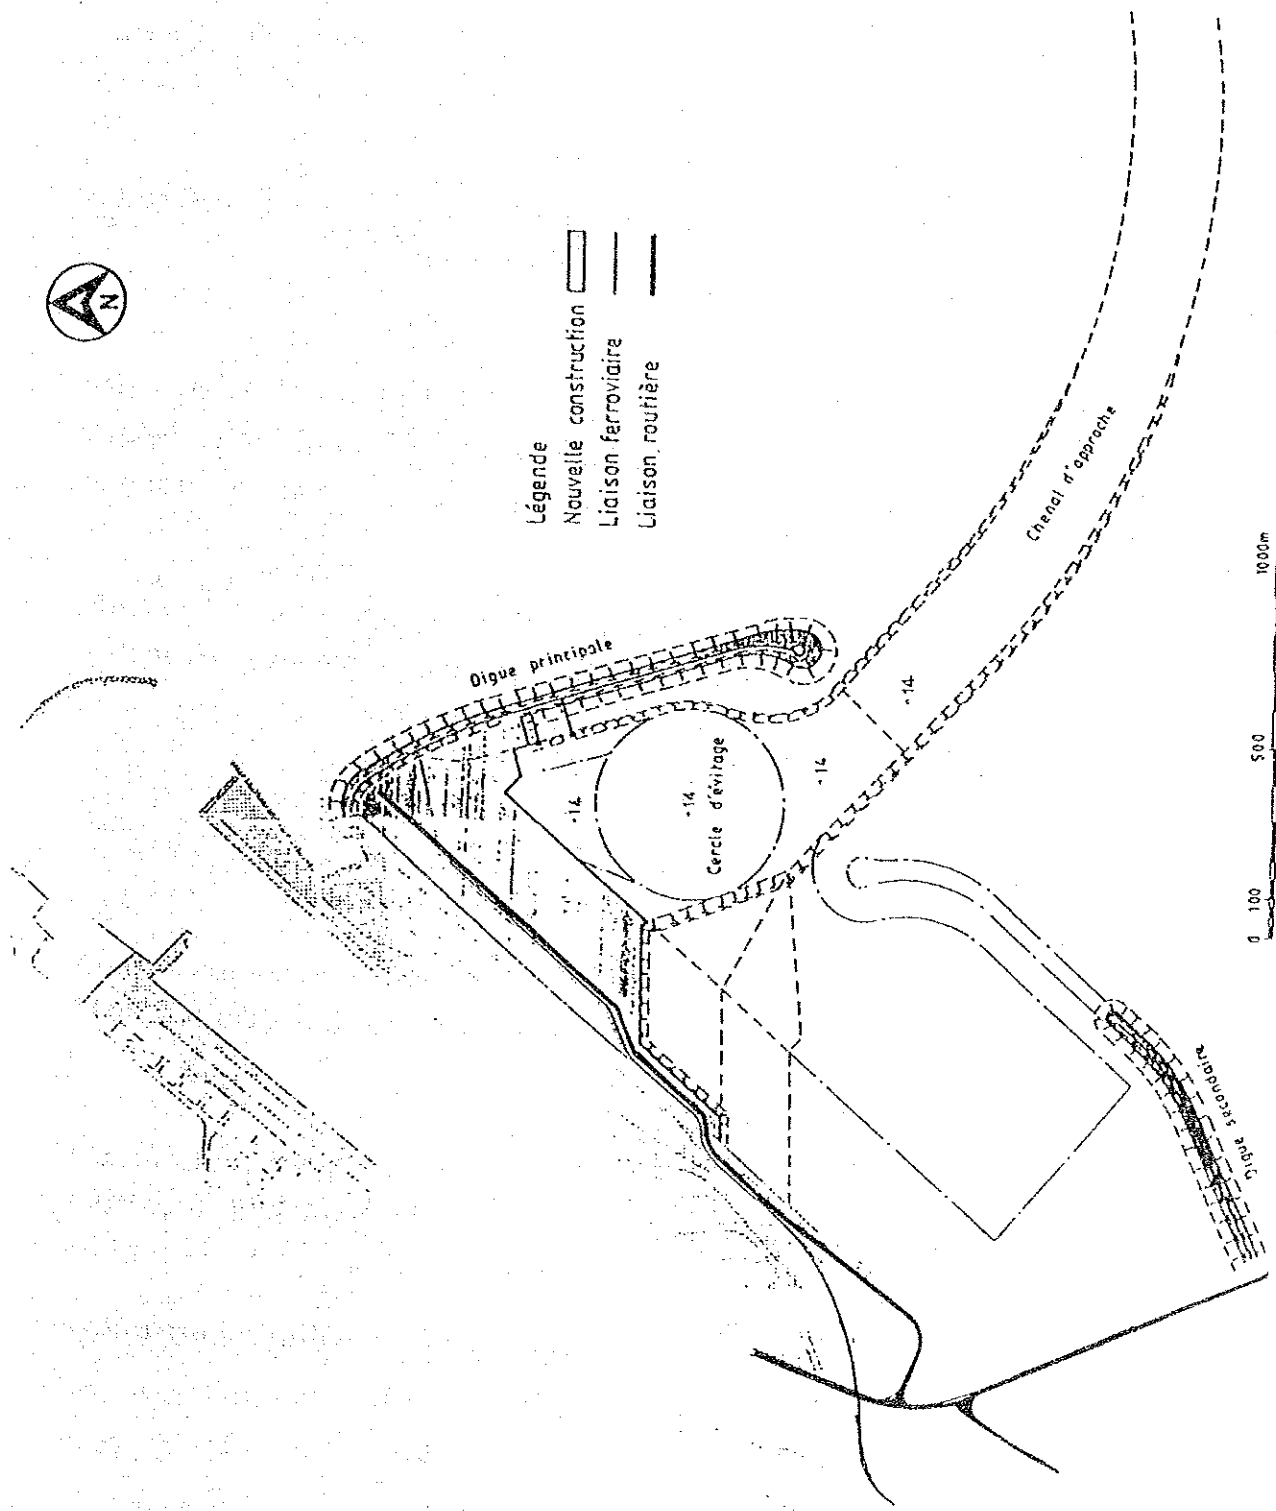 N
Légende
Nouvelle construction
Liaison ferroviaire
Liaison routière
Digue principale
-14
-14
Cercle d'évitage
-14
-14
Chenal d'approche
Digue secondaire
0 100 500 1000m